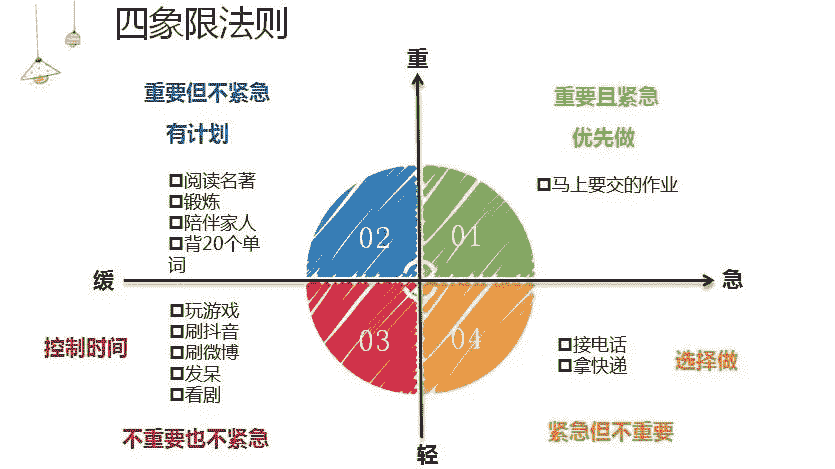 四象限法则
重
重要但不紧急
有计划
重要且紧急
优先做
□阅读名著
□锻炼
□陪伴家人
□背20个单
词
□马上要交的作业
02
01
缓
急
□玩游戏
□刷抖音
□刷微博
□发呆
□看剧
控制时间
03
04
□接电话
□拿快递
选择做
不重要也不紧急
紧急但不重要
轻